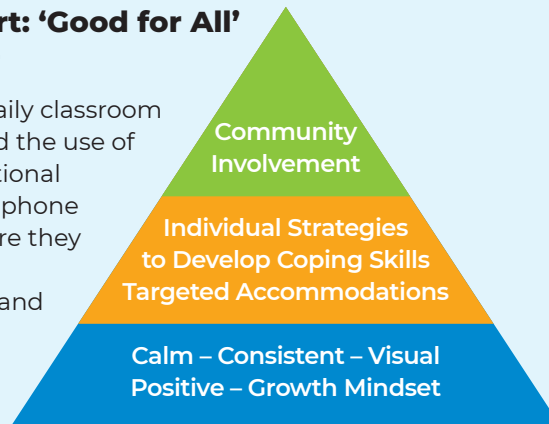 rt: ‘Good for All’
aily classroom
d the use of
tional
phone
re they
and
Community
Involvement
Individual Strategies
to Develop Coping Skills
Targeted Accommodations
Calm – Consistent – Visual
Positive – Growth Mindset